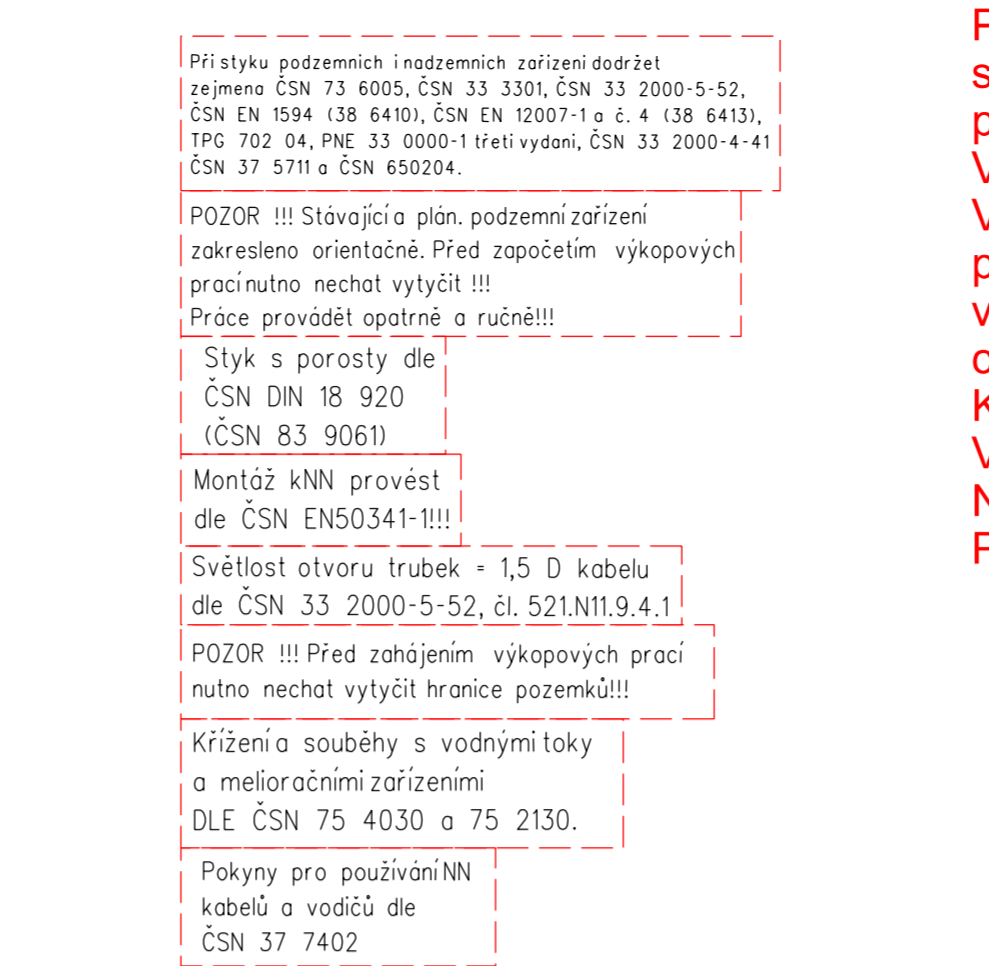 Při styku podzemnich i nadzemnich zařizeni dodržet
zejmena ČSN 73 6005, ČSN 33 3301, ČSN 33 2000-5-52,
ČSN EN 1594 (38 6410), ČSN EN 12007-1 a č. 4 (38 6413),
TPG 702 04, PNE 33 0000-1 třeti vydani, ČSN 33 2000-4-41
ČSN 37 5711 a ČSN 650204.
POZOR !!! Stávající a plán. podzemní zařízení
zakresleno orientačně. Před započetím výkopových
prací nutno nechat vytyčit !!!
Práce provádět opatrně a ručně!!!
Styk s porosty dle
ČSN DIN 18 920
(ČSN 83 9061)
Montáž kNN provést
dle ČSN EN50341-1!!!
Světlost otvoru trubek = 1,5 D kabelu
dle ČSN 33 2000-5-52, čl. 521.N11.9.4.1
POZOR !!! Před zahájením výkopových prací
nutno nechat vytyčit hranice pozemků!!!
Křížení a souběhy s vodnými toky
a melioračními zařízeními
DLE ČSN 75 4030 a 75 2130.
Pokyny pro používání NN
kabelů a vodičů dle
ČSN 37 7402